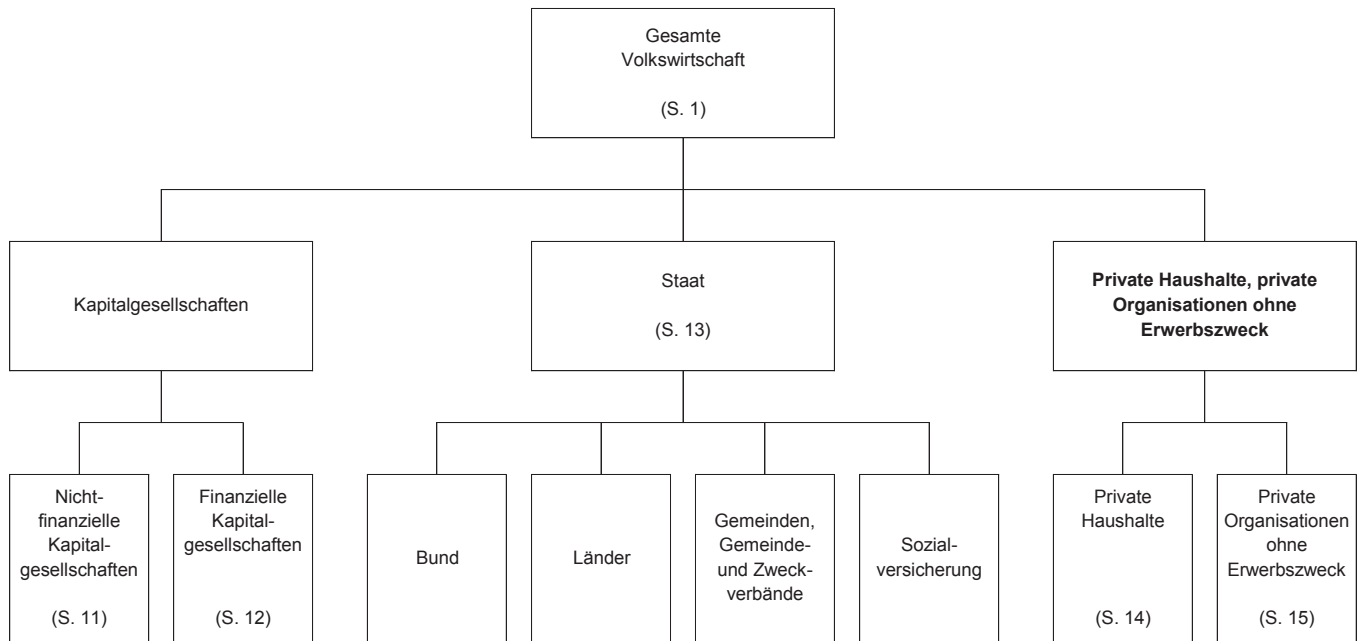 Gesamte
Volkswirtschaft
(S. 1)
Kapitalgesellschaften
Staat
(S. 13)
Private Haushalte, private
Organisationen ohne
Erwerbszweck
Nicht-
finanzielle
Kapital-
gesellschaften
(S. 11)
Finanzielle
Kapital-
gesellschaften
(S. 12)
Bund
Länder
Gemeinden,
Gemeinde-
und Zweck-
verbände
Sozial-
versicherung
Private
Haushalte
(S. 14)
Private
Organisationen
ohne
Erwerbszweck
(S. 15)